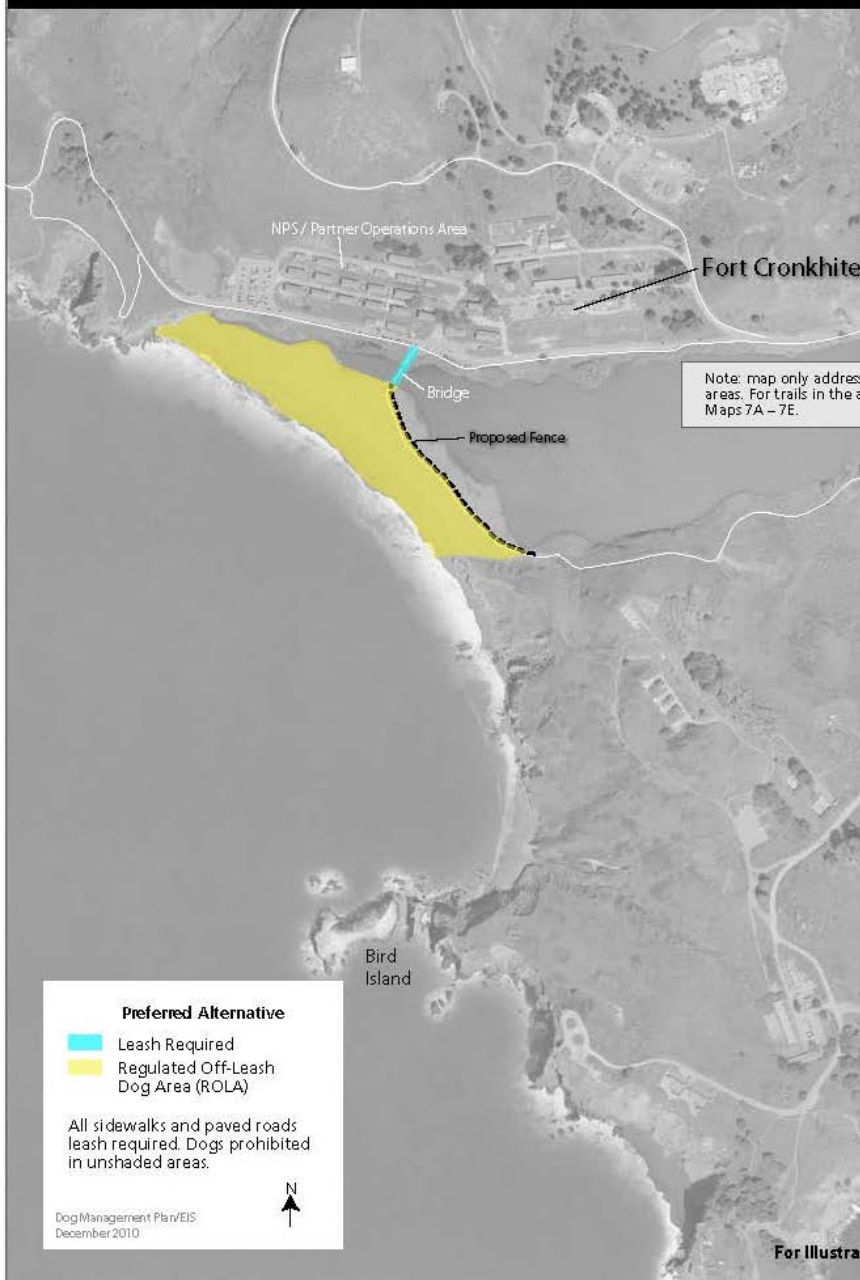 NPS / Partner Operations Area
Fort Cronkhite
Note: map only address
areas. For trails in the a
Maps 7A – 7E.
Bridge
Proposed Fence
Bird
Island
Preferred Alternative
Leash Required
Regulated Off-Leash
Dog Area (ROLA)
All sidewalks and paved roads
leash required. Dogs prohibited
in unshaded areas.
N
Dog Management Plan/EIS
December 2010
For Illustra